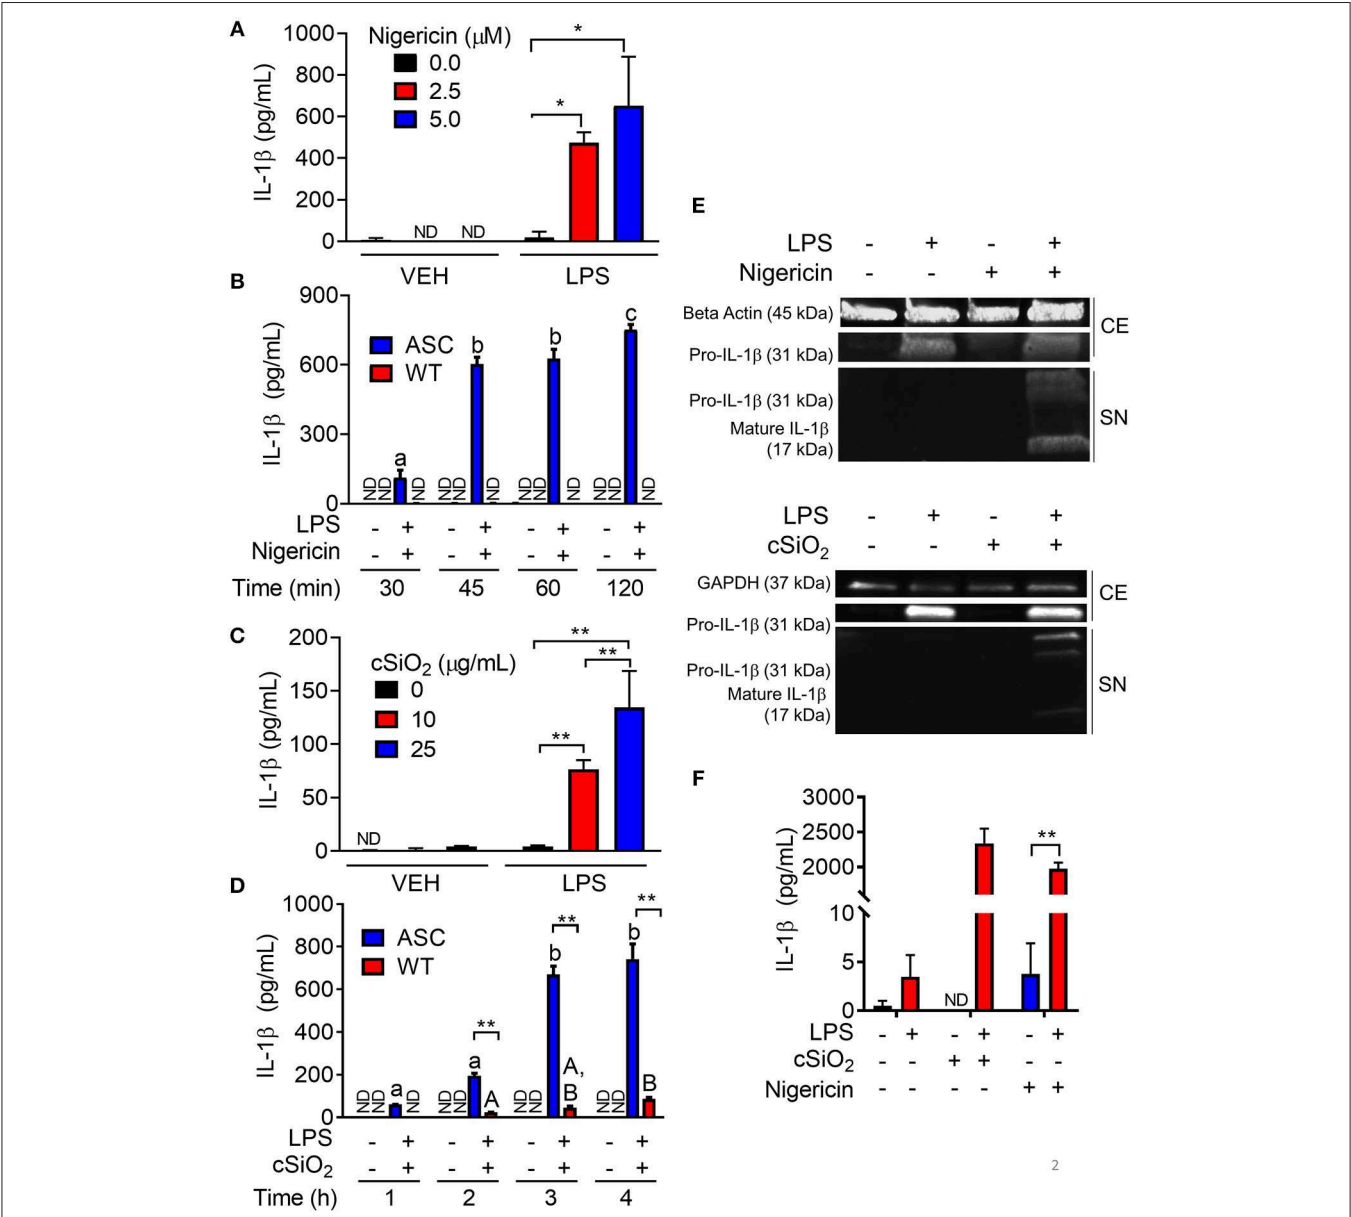 A
Nigericin (μM)
0.0
2.5
5.0
IL-1β (pg/mL)
1000
800
600
400
200
0
ND ND
* *
VEH LPS
B
ASC
WT
IL-1β (pg/mL)
900
600
300
0
ND ND a ND ND ND b ND ND ND b ND ND ND c ND
LPS - + - + - + - +
Nigericin - + - + - + - +
Time (min) 30 45 60 120
C
cSiO2 (μg/mL)
0
10
25
IL-1β (pg/mL)
200
150
100
50
0
ND
** ** **
VEH LPS
D
ASC
WT
IL-1β (pg/mL)
1000
800
600
400
200
0
** ** **
ND ND a ND ND ND a A ND ND b A, B ND ND b B
LPS - + - + - + - +
cSiO2 - + - + - + - +
Time (h) 1 2 3 4
E
LPS - + - +
Nigericin - - + +
Beta Actin (45 kDa)
Pro-IL-1β (31 kDa)
CE
Pro-IL-1β (31 kDa)
Mature IL-1β
(17 kDa)
SN
LPS - + - +
cSiO2 - - + +
GAPDH (37 kDa)
Pro-IL-1β (31 kDa)
CE
Pro-IL-1β (31 kDa)
Mature IL-1β
(17 kDa)
SN
F
IL-1β (pg/mL)
3000
2500
2000
10
5
0
ND
**
LPS - + - + - +
cSiO2 - - + + - -
Nigericin - - - - + +
2